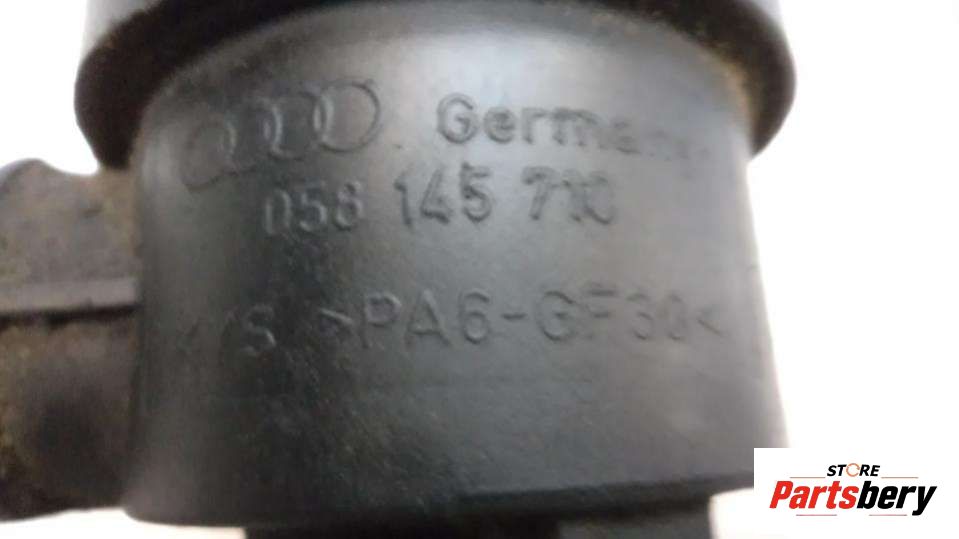 Germany
058 145 710
>PA6-GF30<
STORE
Partsbery